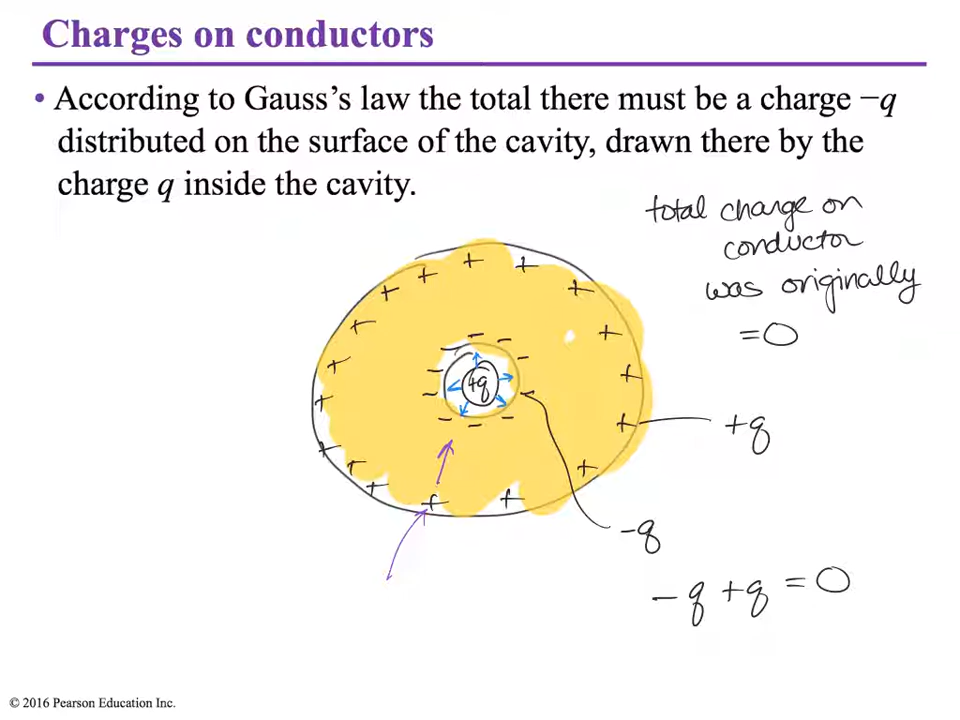 Charges on conductors
• According to Gauss's law the total there must be a charge −q
distributed on the surface of the cavity, drawn there by the
charge q inside the cavity.
total charge on
conductor
was originally
=0
+q
+q
-q
-q +q = 0
© 2016 Pearson Education Inc.